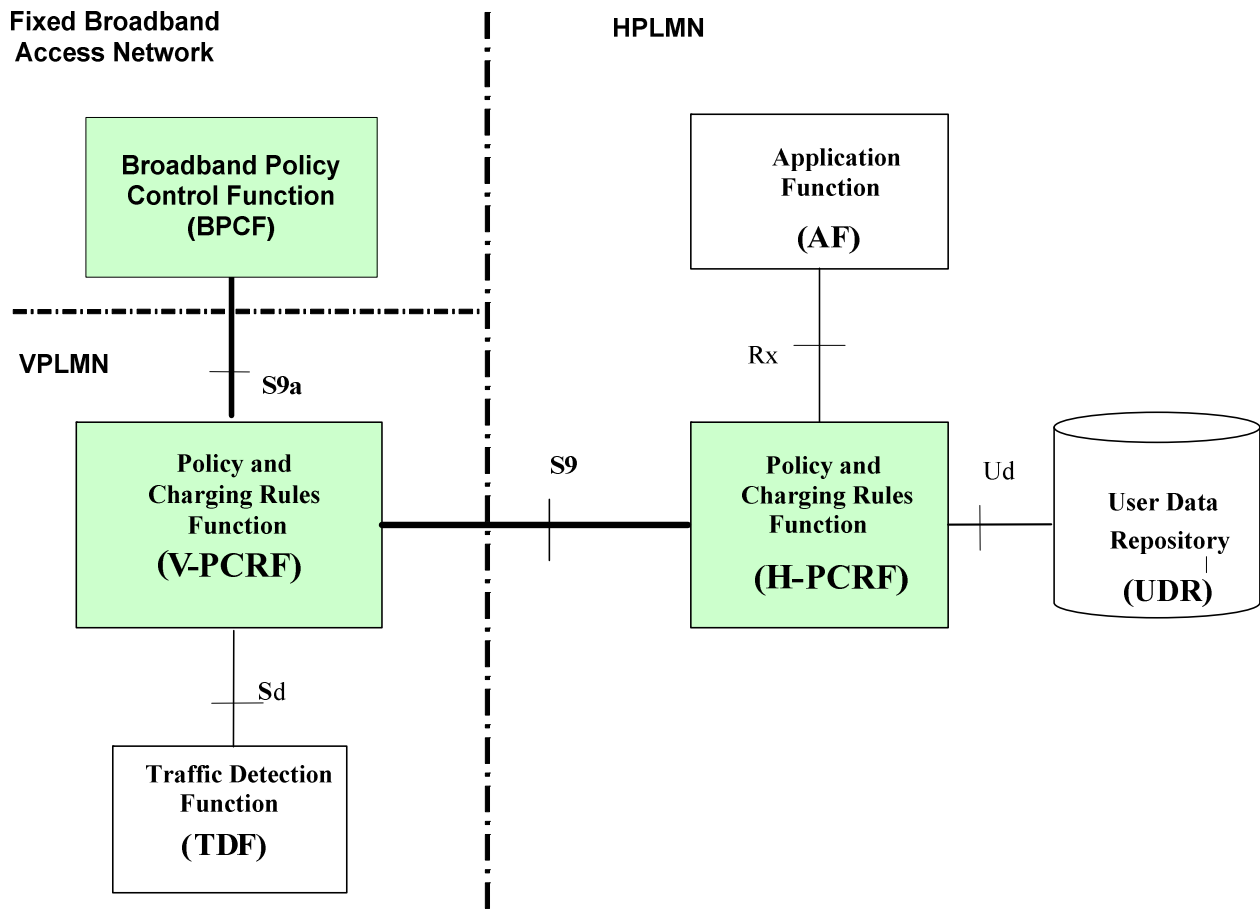 Fixed Broadband
Access Network
HPLMN
Broadband Policy
Control Function
(BPCF)
Application
Function
(AF)
VPLMN
S9a
Rx
Policy and
Charging Rules
Function
(V-PCRF)
S9
Policy and
Charging Rules
Function
(H-PCRF)
Ud
User Data
Repository
(UDR)
Sd
Traffic Detection
Function
(TDF)